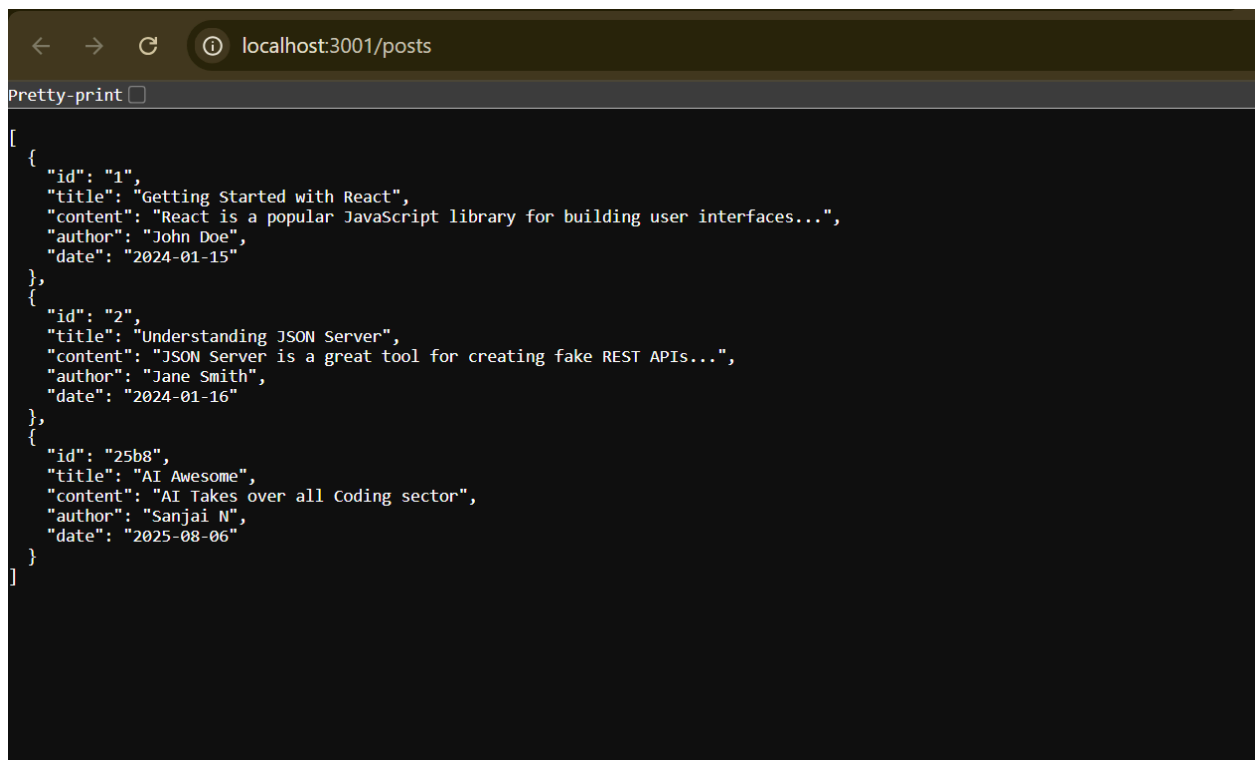 localhost:3001/posts
Pretty-print
[
  {
    "id": "1",
    "title": "Getting Started with React",
    "content": "React is a popular JavaScript library for building user interfaces...",
    "author": "John Doe",
    "date": "2024-01-15"
  },
  {
    "id": "2",
    "title": "Understanding JSON Server",
    "content": "JSON Server is a great tool for creating fake REST APIs...",
    "author": "Jane Smith",
    "date": "2024-01-16"
  },
  {
    "id": "25b8",
    "title": "AI Awesome",
    "content": "AI Takes over all Coding sector",
    "author": "Sanjai N",
    "date": "2025-08-06"
  }
]